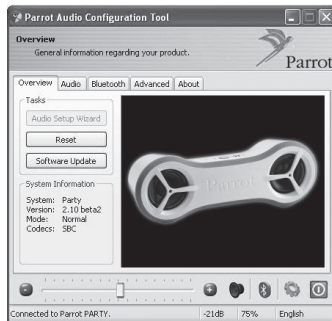 Parrot Audio Configuration Tool
Overview
General information regarding your product.
Parrot
Overview Audio Bluetooth Advanced About
Tasks
Audio Setup Wizard
Reset
Software Update
System Information
System: Party
Version: 2.10 beta2
Mode: Normal
Codecs: SBC
Parrot
Connected to Parrot PARTY. -21dB 75% English